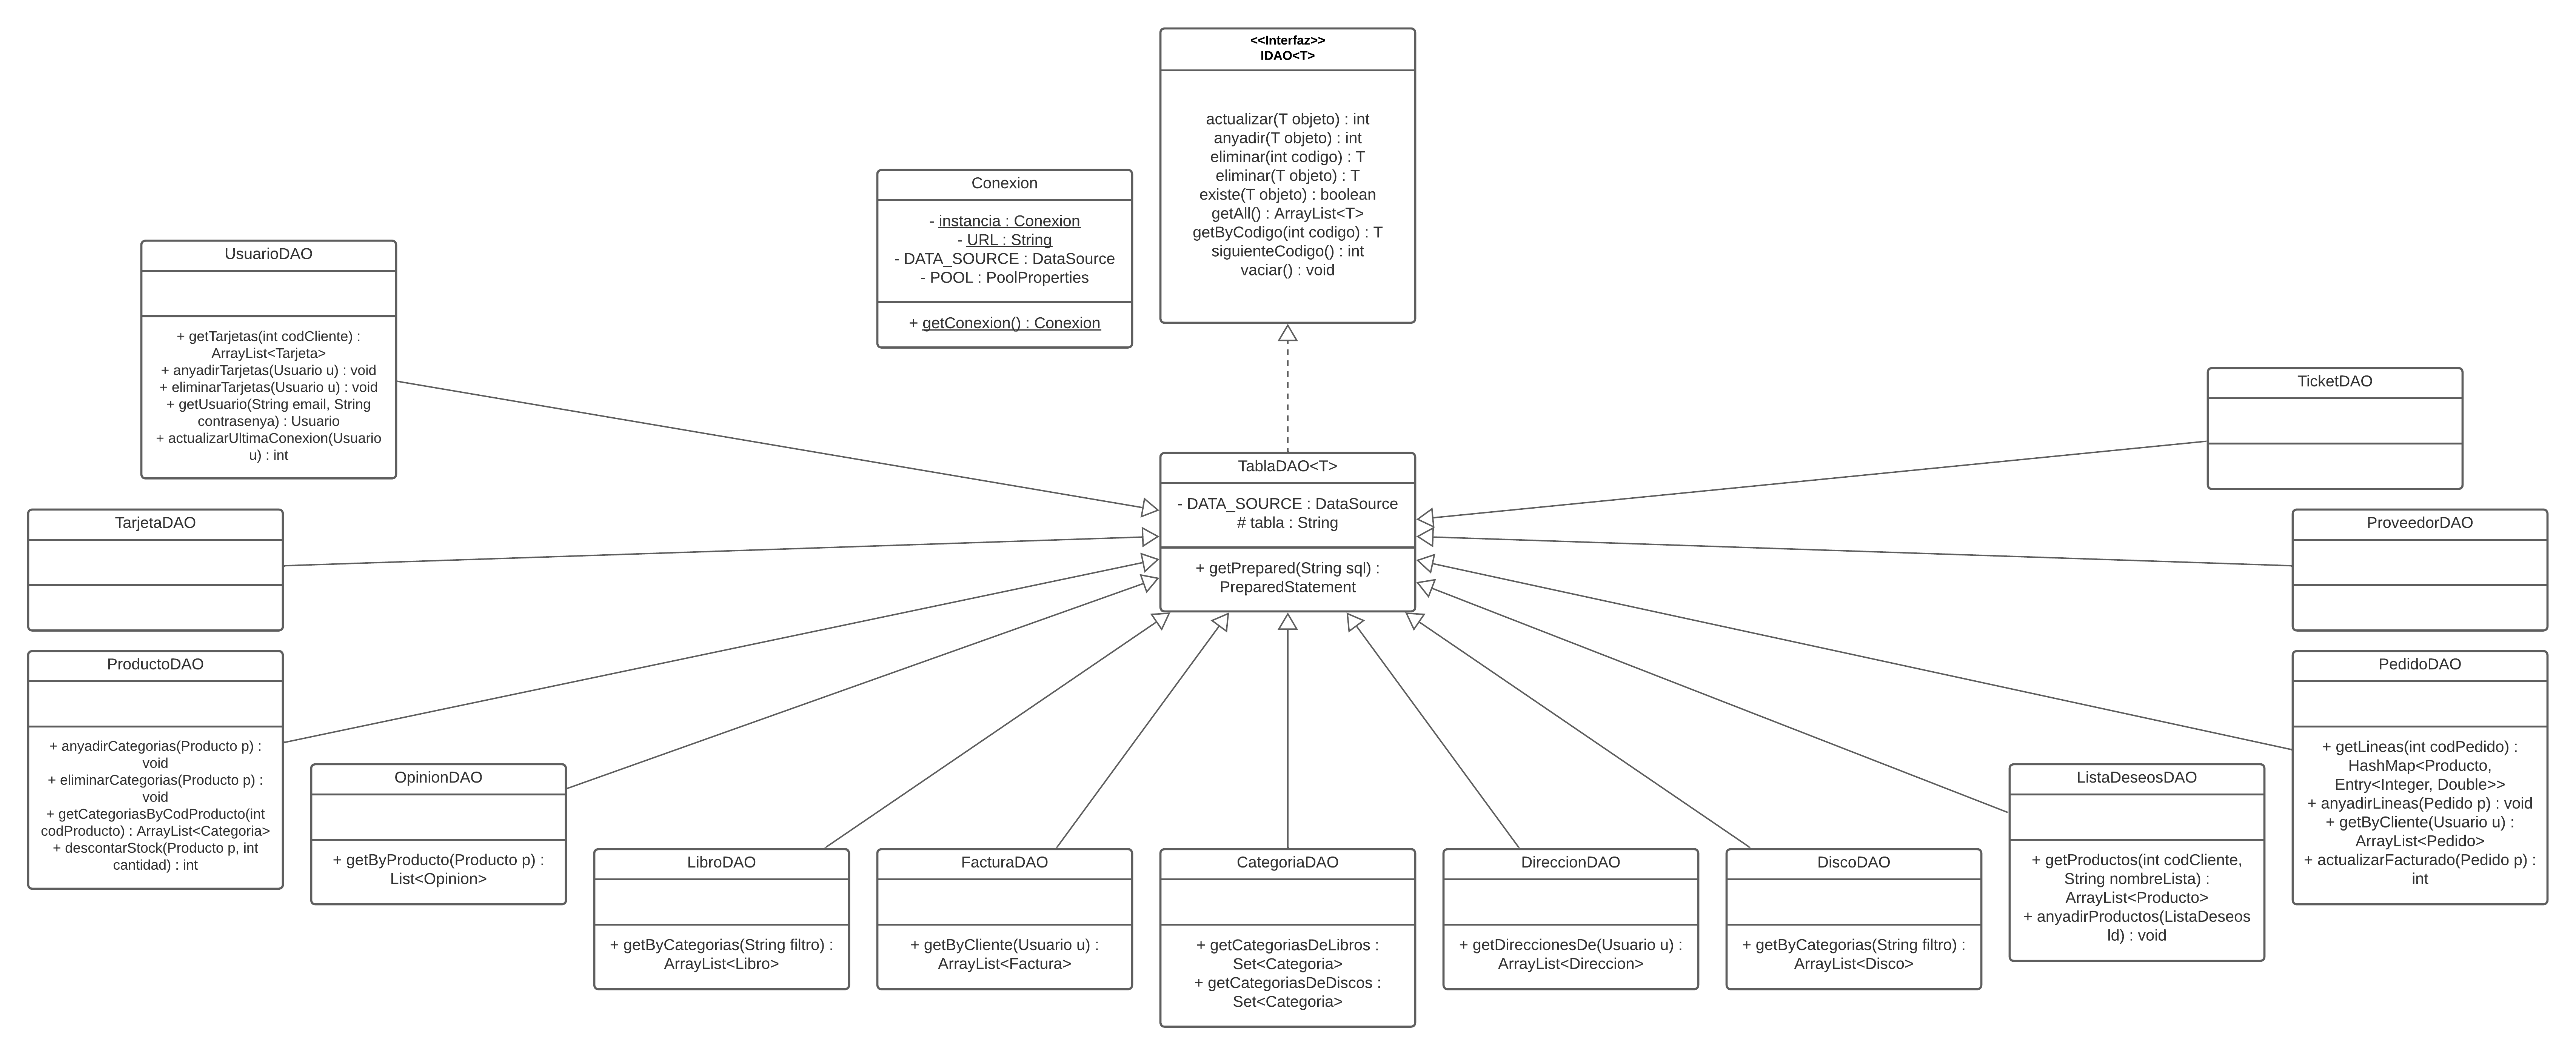 <<Interfaz>>
IDAO<T>
actualizar(T objeto) : int
anyadir(T objeto) : int
eliminar(int codigo) : T
eliminar(T objeto) : T
existe(T objeto) : boolean
getAll() : ArrayList<T>
getByCodigo(int codigo) : T
siguienteCodigo() : int
vaciar() : void
Conexion
- instancia : Conexion
- URL : String
- DATA_SOURCE : DataSource
- POOL : PoolProperties
+ getConexion() : Conexion
UsuarioDAO
+ getTarjetas(int codCliente) :
ArrayList<Tarjeta>
+ anyadirTarjetas(Usuario u) : void
+ eliminarTarjetas(Usuario u) : void
+ getUsuario(String email, String
contrasenya) : Usuario
+ actualizarUltimaConexion(Usuario
u) : int
TicketDAO
TablaDAO<T>
- DATA_SOURCE : DataSource
# tabla : String
+ getPrepared(String sql) :
PreparedStatement
TarjetaDAO
ProveedorDAO
ProductoDAO
+ anyadirCategorias(Producto p) :
void
+ eliminarCategorias(Producto p) :
void
+ getCategoriasByCodProducto(int
codProducto) : ArrayList<Categoria>
+ descontarStock(Producto p, int
cantidad) : int
OpinionDAO
+ getByProducto(Producto p) :
List<Opinion>
LibroDAO
+ getByCategorias(String filtro) :
ArrayList<Libro>
FacturaDAO
+ getByCliente(Usuario u) :
ArrayList<Factura>
CategoriaDAO
+ getCategoriasDeLibros :
Set<Categoria>
+ getCategoriasDeDiscos :
Set<Categoria>
DireccionDAO
+ getDireccionesDe(Usuario u) :
ArrayList<Direccion>
DiscoDAO
+ getByCategorias(String filtro) :
ArrayList<Disco>
ListaDeseosDAO
+ getProductos(int codCliente,
String nombreLista) :
ArrayList<Producto>
+ anyadirProductos(ListaDeseos
ld) : void
PedidoDAO
+ getLineas(int codPedido) :
HashMap<Producto,
Entry<Integer, Double>>
+ anyadirLineas(Pedido p) : void
+ getByCliente(Usuario u) :
ArrayList<Pedido>
+ actualizarFacturado(Pedido p) :
int